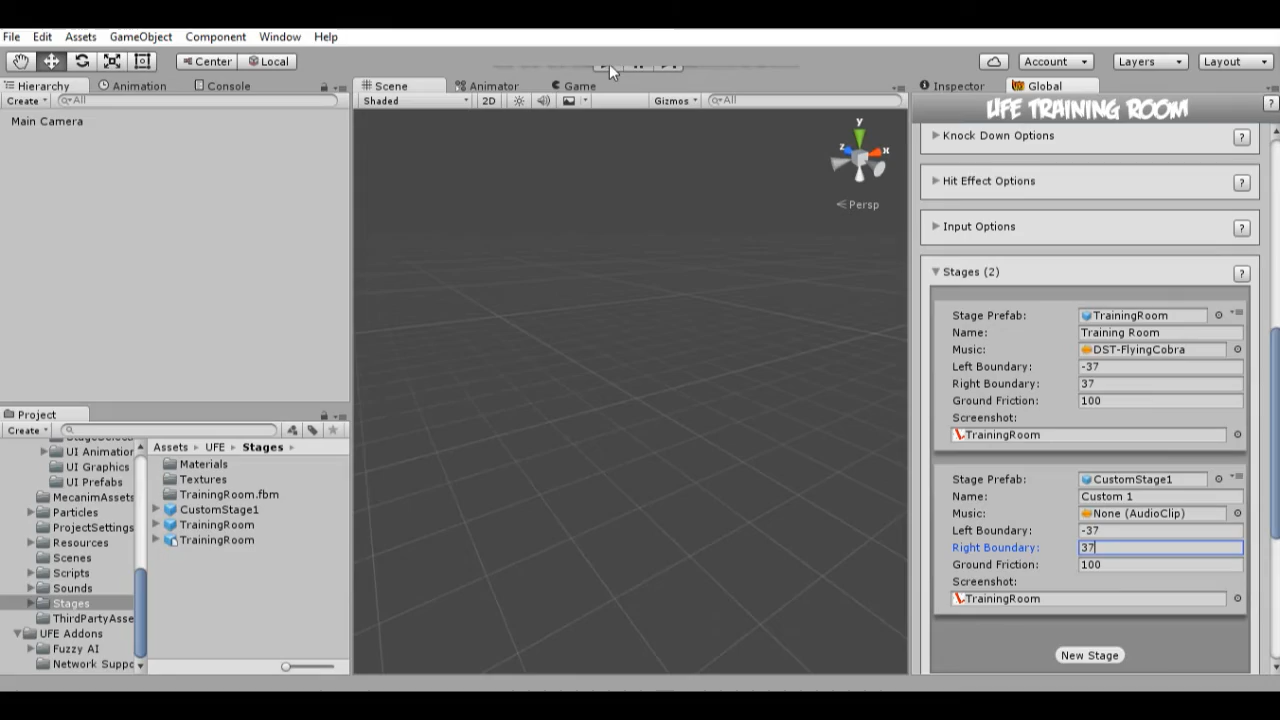 File Edit Assets GameObject Component Window Help
Center Local Account Layers Layout
Hierarchy Animation Console
Create All
Main Camera
Scene Animator Game
Shaded 2D Gizmos All
y
z x
Persp
Inspector Global
UFE TRAINING ROOM ?
Knock Down Options ?
Hit Effect Options ?
Input Options ?
Stages (2) ?
Stage Prefab: TrainingRoom
Name: Training Room
Music: DST-FlyingCobra
Left Boundary: -37
Right Boundary: 37
Ground Friction: 100
Screenshot:
TrainingRoom
Stage Prefab: CustomStage1
Name: Custom 1
Music: None (AudioClip)
Left Boundary: -37
Right Boundary: 37
Ground Friction: 100
Screenshot:
TrainingRoom
New Stage
Project
Create
UI Animation
UI Graphics
UI Prefabs
MecanimAssets
Particles
ProjectSettings
Resources
Scenes
Scripts
Sounds
Stages
ThirdPartyAsse
UFE Addons
Fuzzy AI
Network Suppo
Assets UFE Stages
Materials
Textures
TrainingRoom.fbm
CustomStage1
TrainingRoom
TrainingRoom